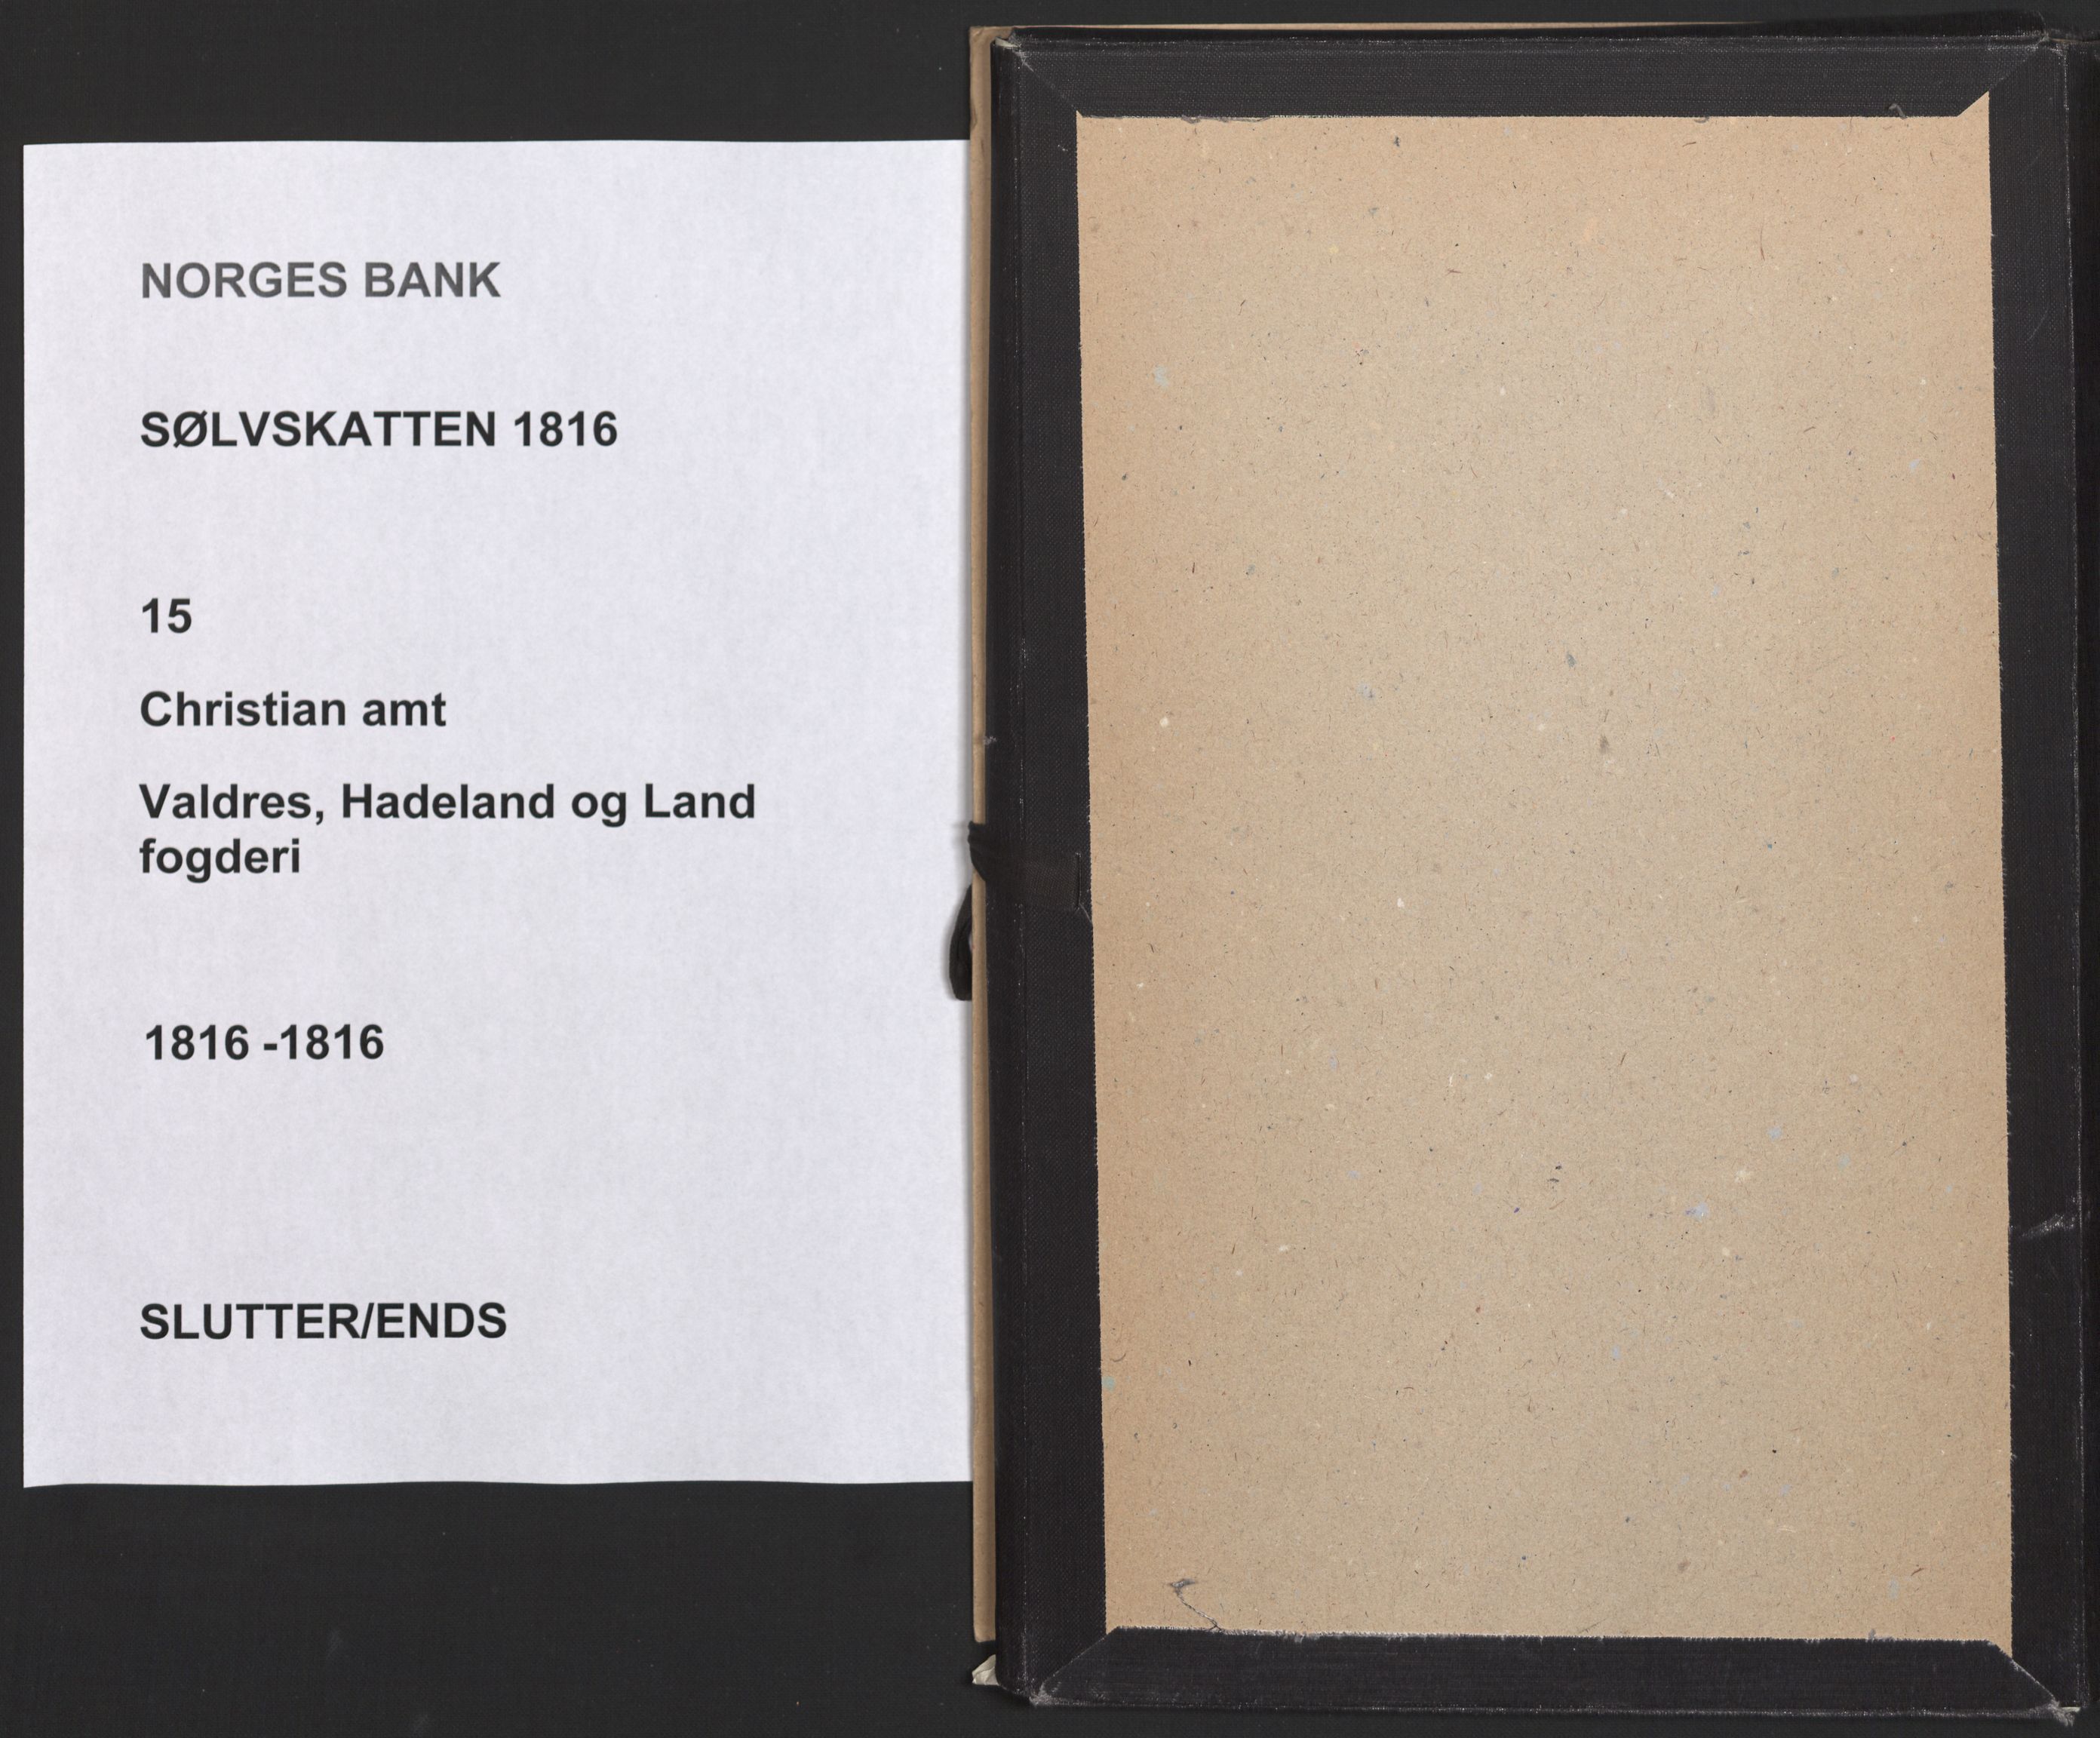 NORGES BANK
SØLVSKATTEN 1816
15
Christian amt
Valdres, Hadeland og Land
fogderi
1816 -1816
SLUTTER/ENDS